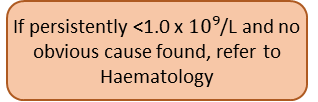 If persistently <1.0 x 10⁹/L and no
obvious cause found, refer to
Haematology